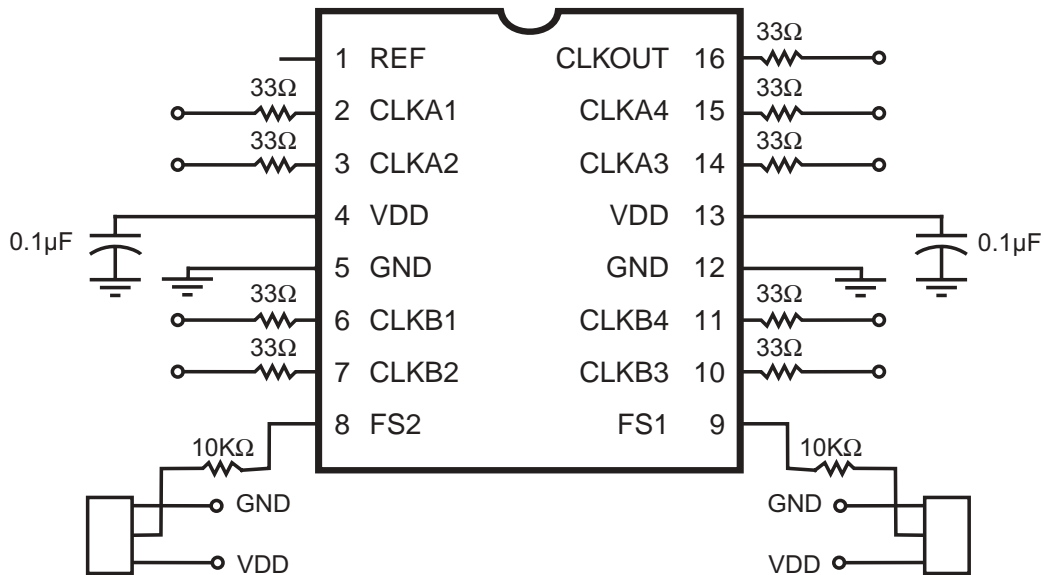 33Ω
1 REF CLKOUT 16
33Ω 33Ω
2 CLKA1 CLKA4 15
33Ω 33Ω
3 CLKA2 CLKA3 14
4 VDD VDD 13
0.1µF 0.1µF
5 GND GND 12
33Ω 33Ω
6 CLKB1 CLKB4 11
33Ω 33Ω
7 CLKB2 CLKB3 10
8 FS2 FS1 9
10KΩ 10KΩ
GND GND
VDD VDD